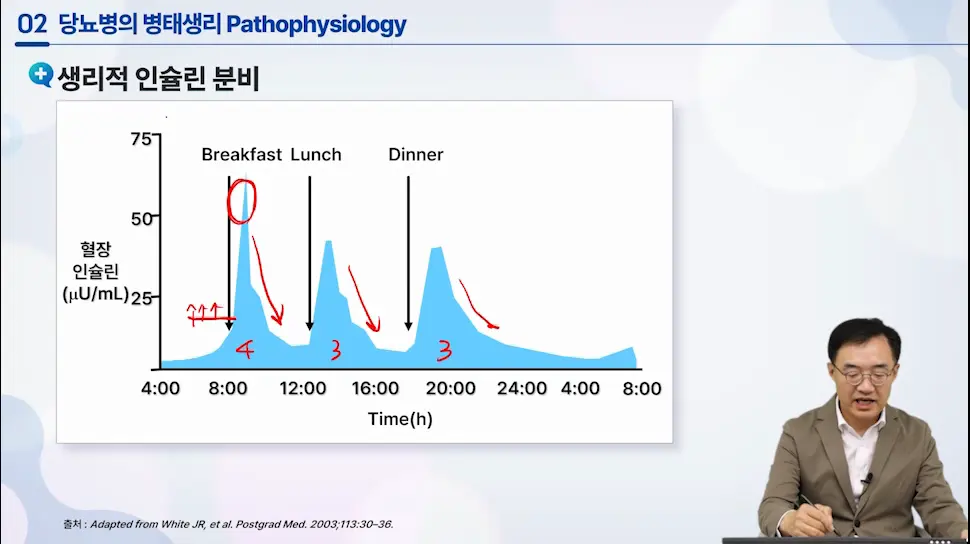 02 당뇨병의 병태생리 Pathophysiology
생리적 인슐린 분비
75
Breakfast Lunch Dinner
50
혈장
인슐린
(μU/mL)
25
4 3 3
4:00 8:00 12:00 16:00 20:00 24:00 4:00 8:00
Time(h)
출처 : Adapted from White JR, et al. Postgrad Med. 2003;113:30–36.